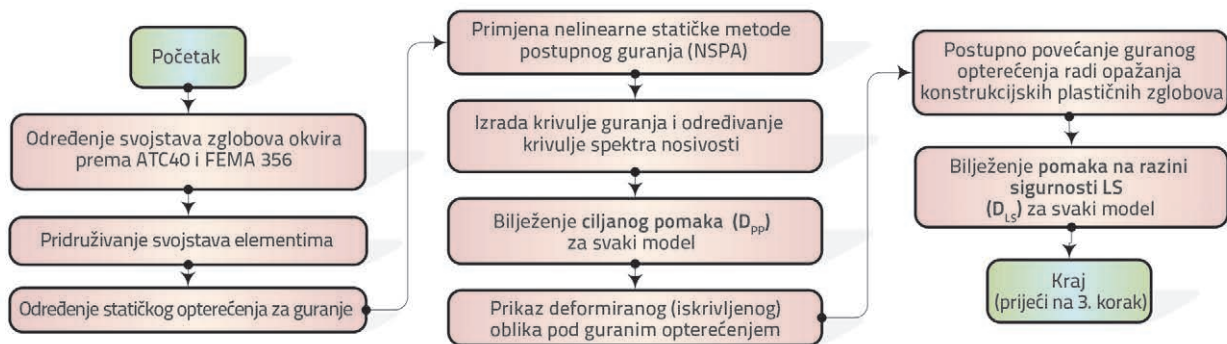 Početak
Određenje svojstava zglobova okvira
prema ATC40 i FEMA 356
Pridruživanje svojstava elementima
Određenje statičkog opterećenja za guranje
Primjena nelinearne statičke metode
postupnog guranja (NSPA)
Izrada krivulje guranja i određivanje
krivulje spektra nosivosti
Bilježenje ciljanog pomaka (DPP)
za svaki model
Prikaz deformiranog (iskrivljenog)
oblika pod guranim opterećenjem
Postupno povećanje guranog
opterećenja radi opažanja
konstrukcijskih plastičnih zglobova
Bilježenje pomaka na razini
sigurnosti LS
(DLS) za svaki model
Kraj
(prijeći na 3. korak)